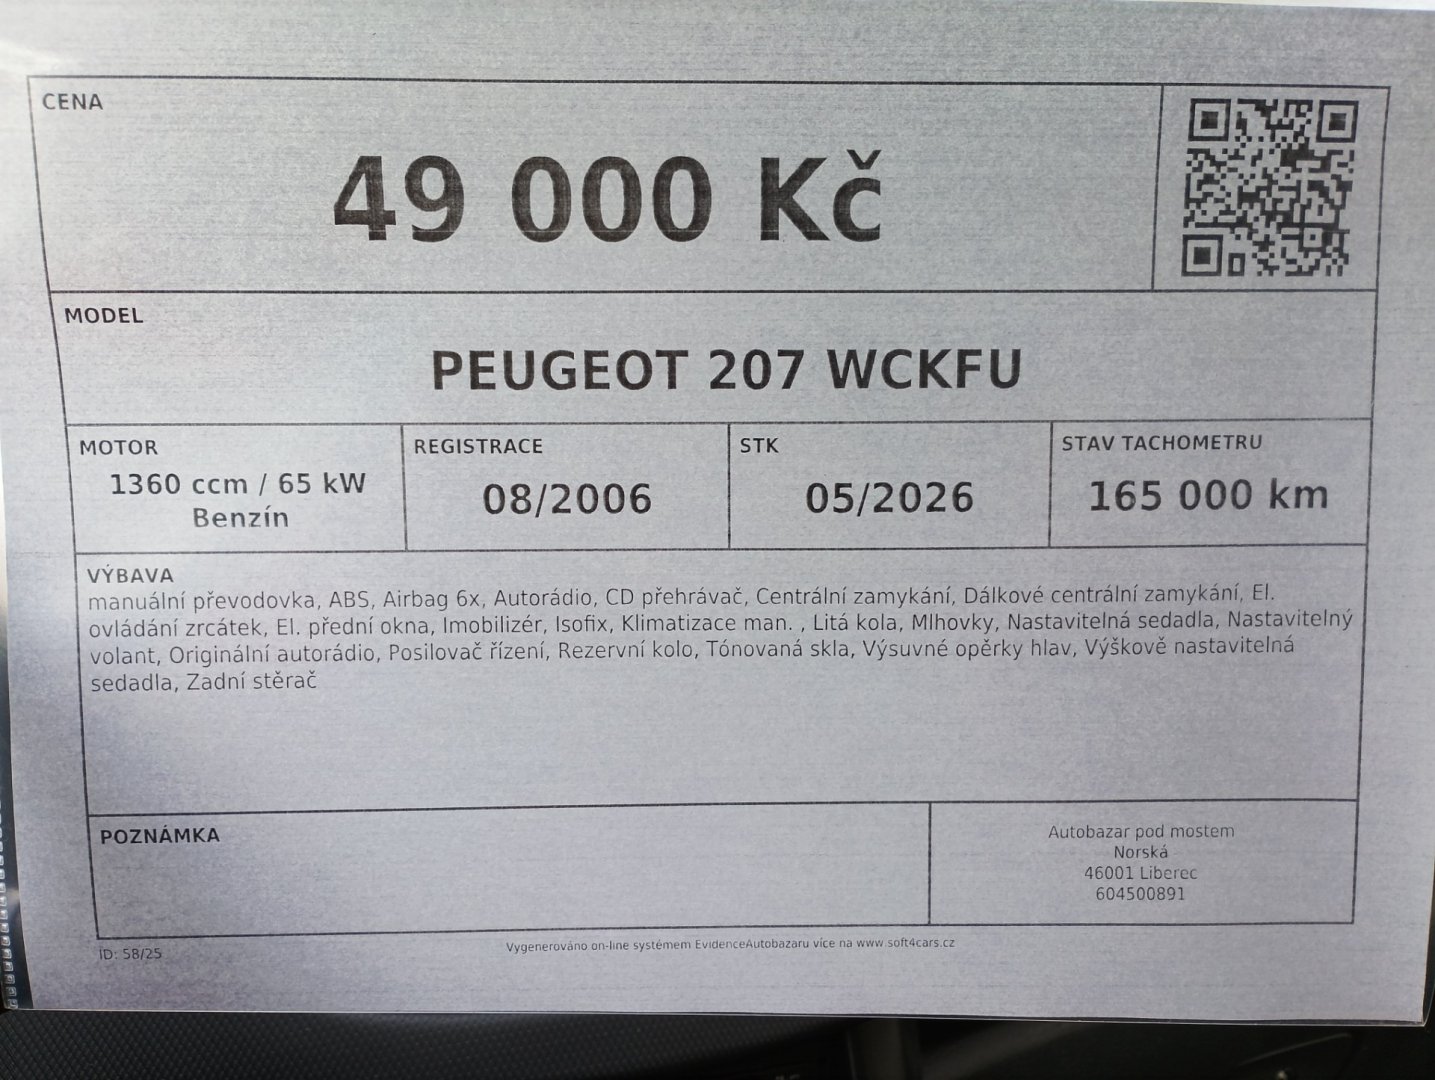 CENA
49 000 Kč
MODEL
PEUGEOT 207 WCKFU
MOTOR
1360 ccm / 65 kW
Benzín
REGISTRACE
08/2006
STK
05/2026
STAV TACHOMETRU
165 000 km
VÝBAVA
manuální převodovka, ABS, Airbag 6x, Autorádio, CD přehrávač, Centrální zamykání, Dálkové centrální zamykání, El.
ovládání zrcátek, El. přední okna, Imobilizér, Isofix, Klimatizace man. , Litá kola, Mlhovky, Nastavitelná sedadla, Nastavitelný
volant, Originální autorádio, Posilovač řízení, Rezervní kolo, Tónovaná skla, Výsuvné opěrky hlav, Výškově nastavitelná
sedadla, Zadní stěrač
POZNÁMKA
Autobazar pod mostem
Norská
46001 Liberec
604500891
ID: 58/25
Vygenerováno on-line systémem EvidenceAutobazaru více na www.soft4cars.cz